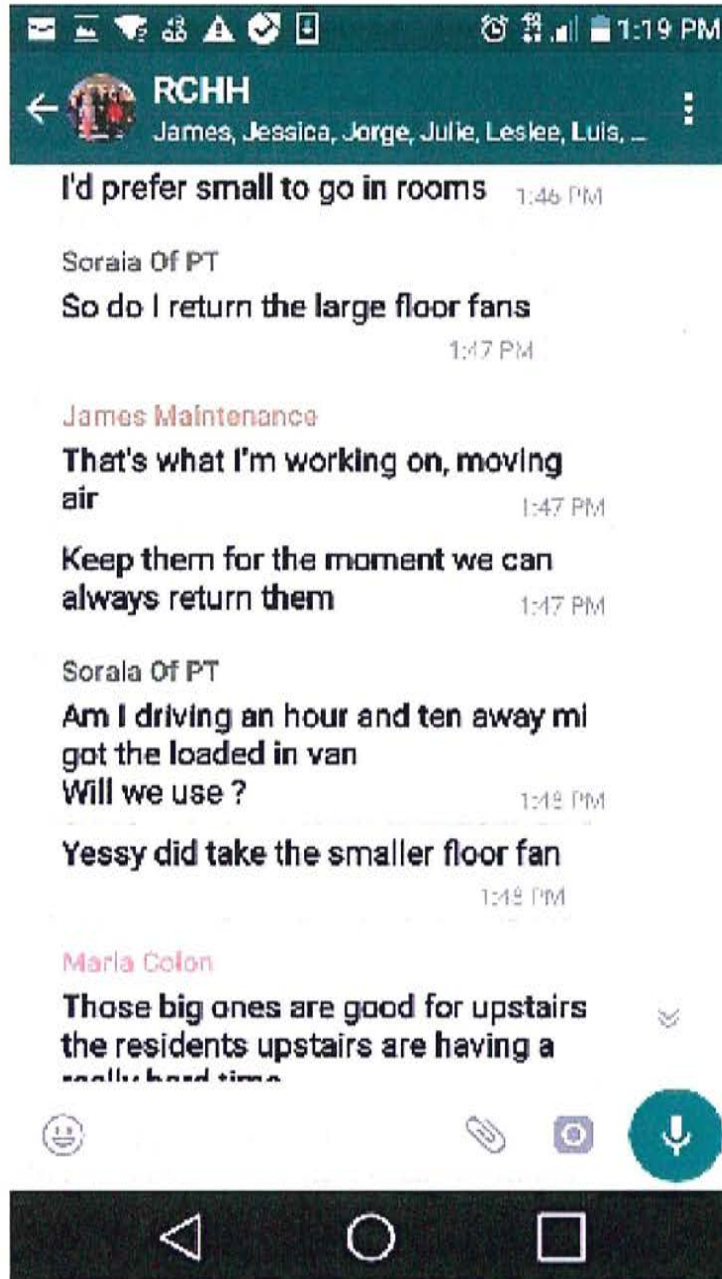 1:19 PM
RCHH
James, Jessica, Jorge, Julie, Leslee, Luis, ...
I'd prefer small to go in rooms 1:46 PM
Soraia Of PT
So do I return the large floor fans
1:47 PM
James Maintenance
That's what I'm working on, moving
air 1:47 PM
Keep them for the moment we can
always return them 1:47 PM
Soraia Of PT
Am I driving an hour and ten away mi
got the loaded in van
Will we use ? 1:48 PM
Yessy did take the smaller floor fan
1:48 PM
Maria Colon
Those big ones are good for upstairs
the residents upstairs are having a
really hard time